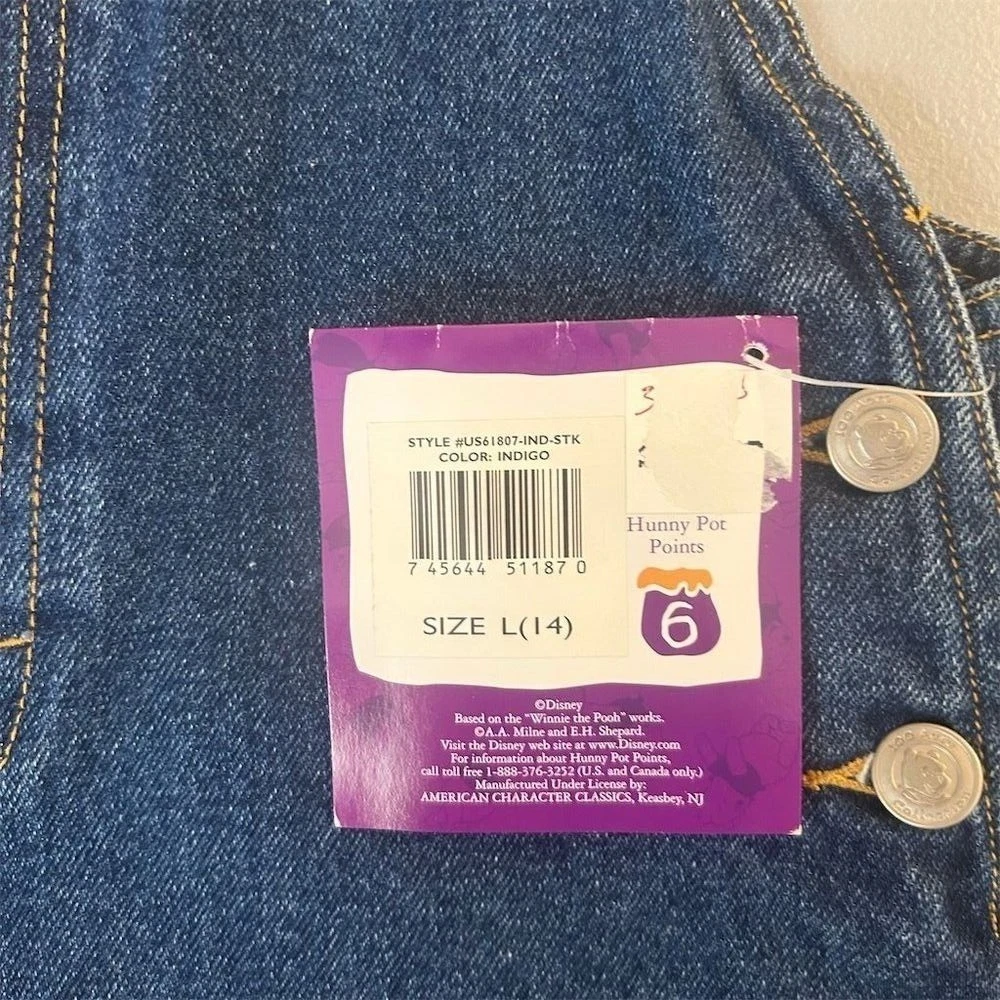 STYLE #US61807-IND-STK
COLOR: INDIGO
7 45644 51187 0
SIZE L(14)
3
Hunny Pot
Points
6
©Disney
Based on the "Winnie the Pooh" works.
©A.A. Milne and E.H. Shepard.
Visit the Disney web site at www.Disney.com
For information about Hunny Pot Points,
call toll free 1-888-376-3252 (U.S. and Canada only.)
Manufactured Under License by:
AMERICAN CHARACTER CLASSICS, Keasbey, NJ